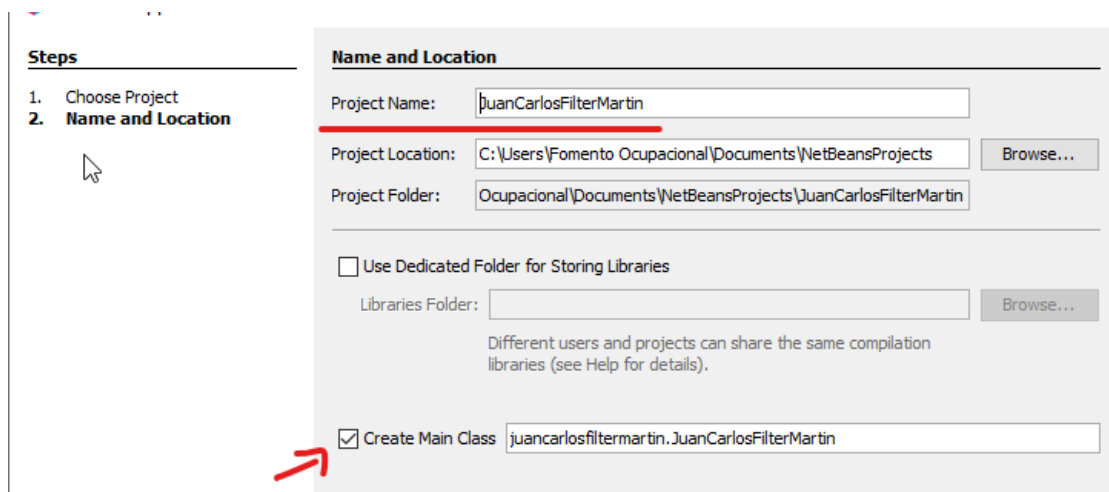 Steps
1. Choose Project
2. Name and Location
Name and Location
Project Name: JuanCarlosFilterMartin
Project Location: C:\Users\Fomento Ocupacional\Documents\NetBeansProjects Browse...
Project Folder: Ocupacional\Documents\NetBeansProjects\JuanCarlosFilterMartin
Use Dedicated Folder for Storing Libraries
Libraries Folder: Browse...
Different users and projects can share the same compilation
libraries (see Help for details).
Create Main Class juancarlosfiltermartin.JuanCarlosFilterMartin